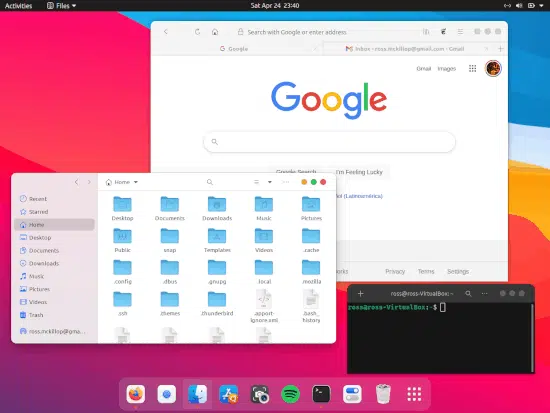 Activities Files Sat Apr 24 23:40
Search with Google or enter address
Google Inbox - ross.mckillop@gmail.com - Gmail
Gmail Images
Google
Google Search I'm Feeling Lucky
(Latinoamérica)
Privacy Terms Settings
Home
Recent
Starred
Home
Desktop
Documents
Downloads
Music
Pictures
Videos
Trash
ross.mckillop@gma...
Desktop Documents Downloads Music Pictures
Public snap Templates Videos .cache
.config .dbus .gnupg .local .mozilla
.ssh .themes .thunderbird .apport-ignore.xml .bash_history
ross@ross-VirtualBox: ~
ross@ross-VirtualBox:~$